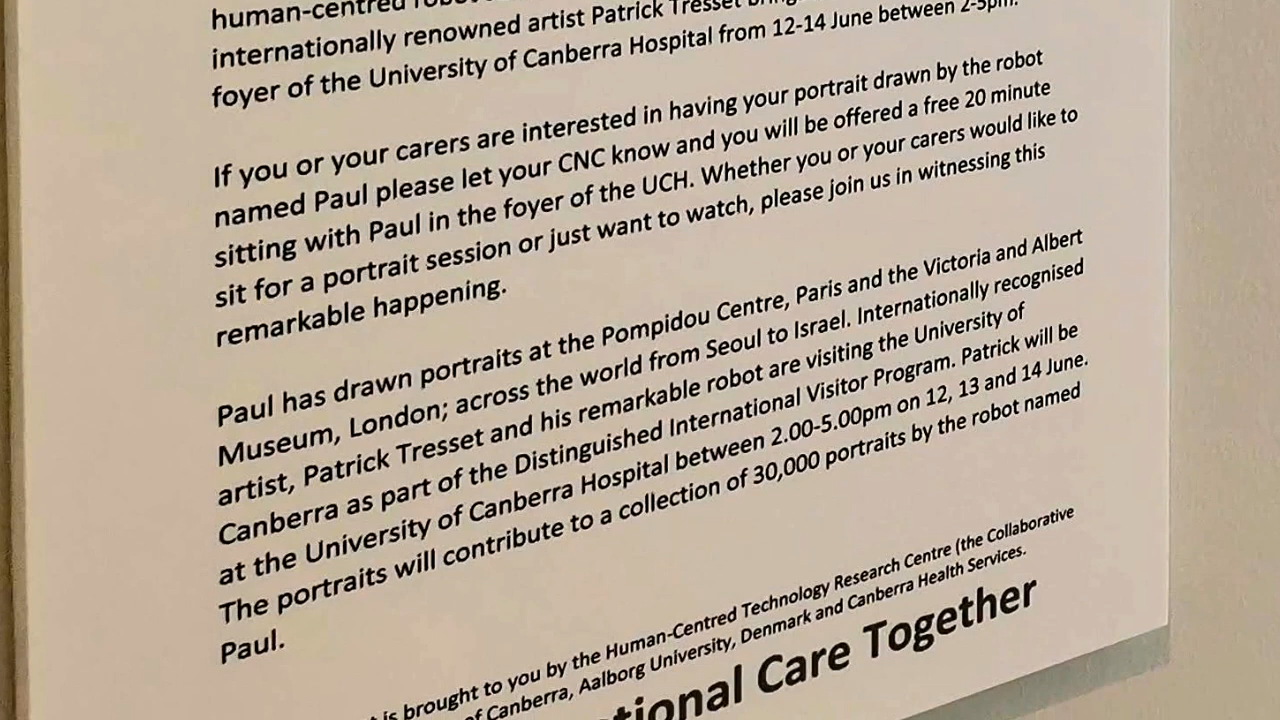 human-centred
internationally renowned artist Patrick Tresset
foyer of the University of Canberra Hospital from 12-14 June between 2-5pm.
If you or your carers are interested in having your portrait drawn by the robot
named Paul please let your CNC know and you will be offered a free 20 minute
sitting with Paul in the foyer of the UCH. Whether you or your carers would like to
sit for a portrait session or just want to watch, please join us in witnessing this
remarkable happening.
Paul has drawn portraits at the Pompidou Centre, Paris and the Victoria and Albert
Museum, London; across the world from Seoul to Israel. Internationally recognised
artist, Patrick Tresset and his remarkable robot are visiting the University of
Canberra as part of the Distinguished International Visitor Program. Patrick will be
at the University of Canberra Hospital between 2.00-5.00pm on 12, 13 and 14 June.
The portraits will contribute to a collection of 30,000 portraits by the robot named
Paul.
is brought to you by the Human-Centred Technology Research Centre (the Collaborative
of Canberra, Aalborg University, Denmark and Canberra Health Services.
tional Care Together